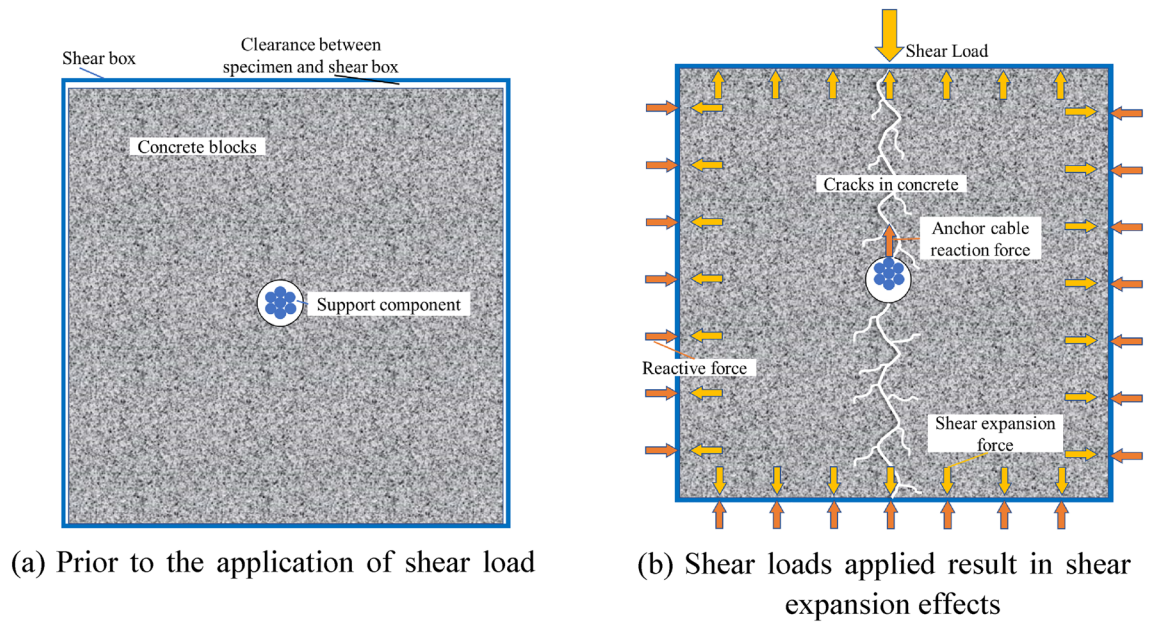 Shear box
Clearance between
specimen and shear box
Concrete blocks
Support component
(a) Prior to the application of shear load
Shear Load
Cracks in concrete
Anchor cable
reaction force
Reactive force
Shear expansion
force
(b) Shear loads applied result in shear
expansion effects